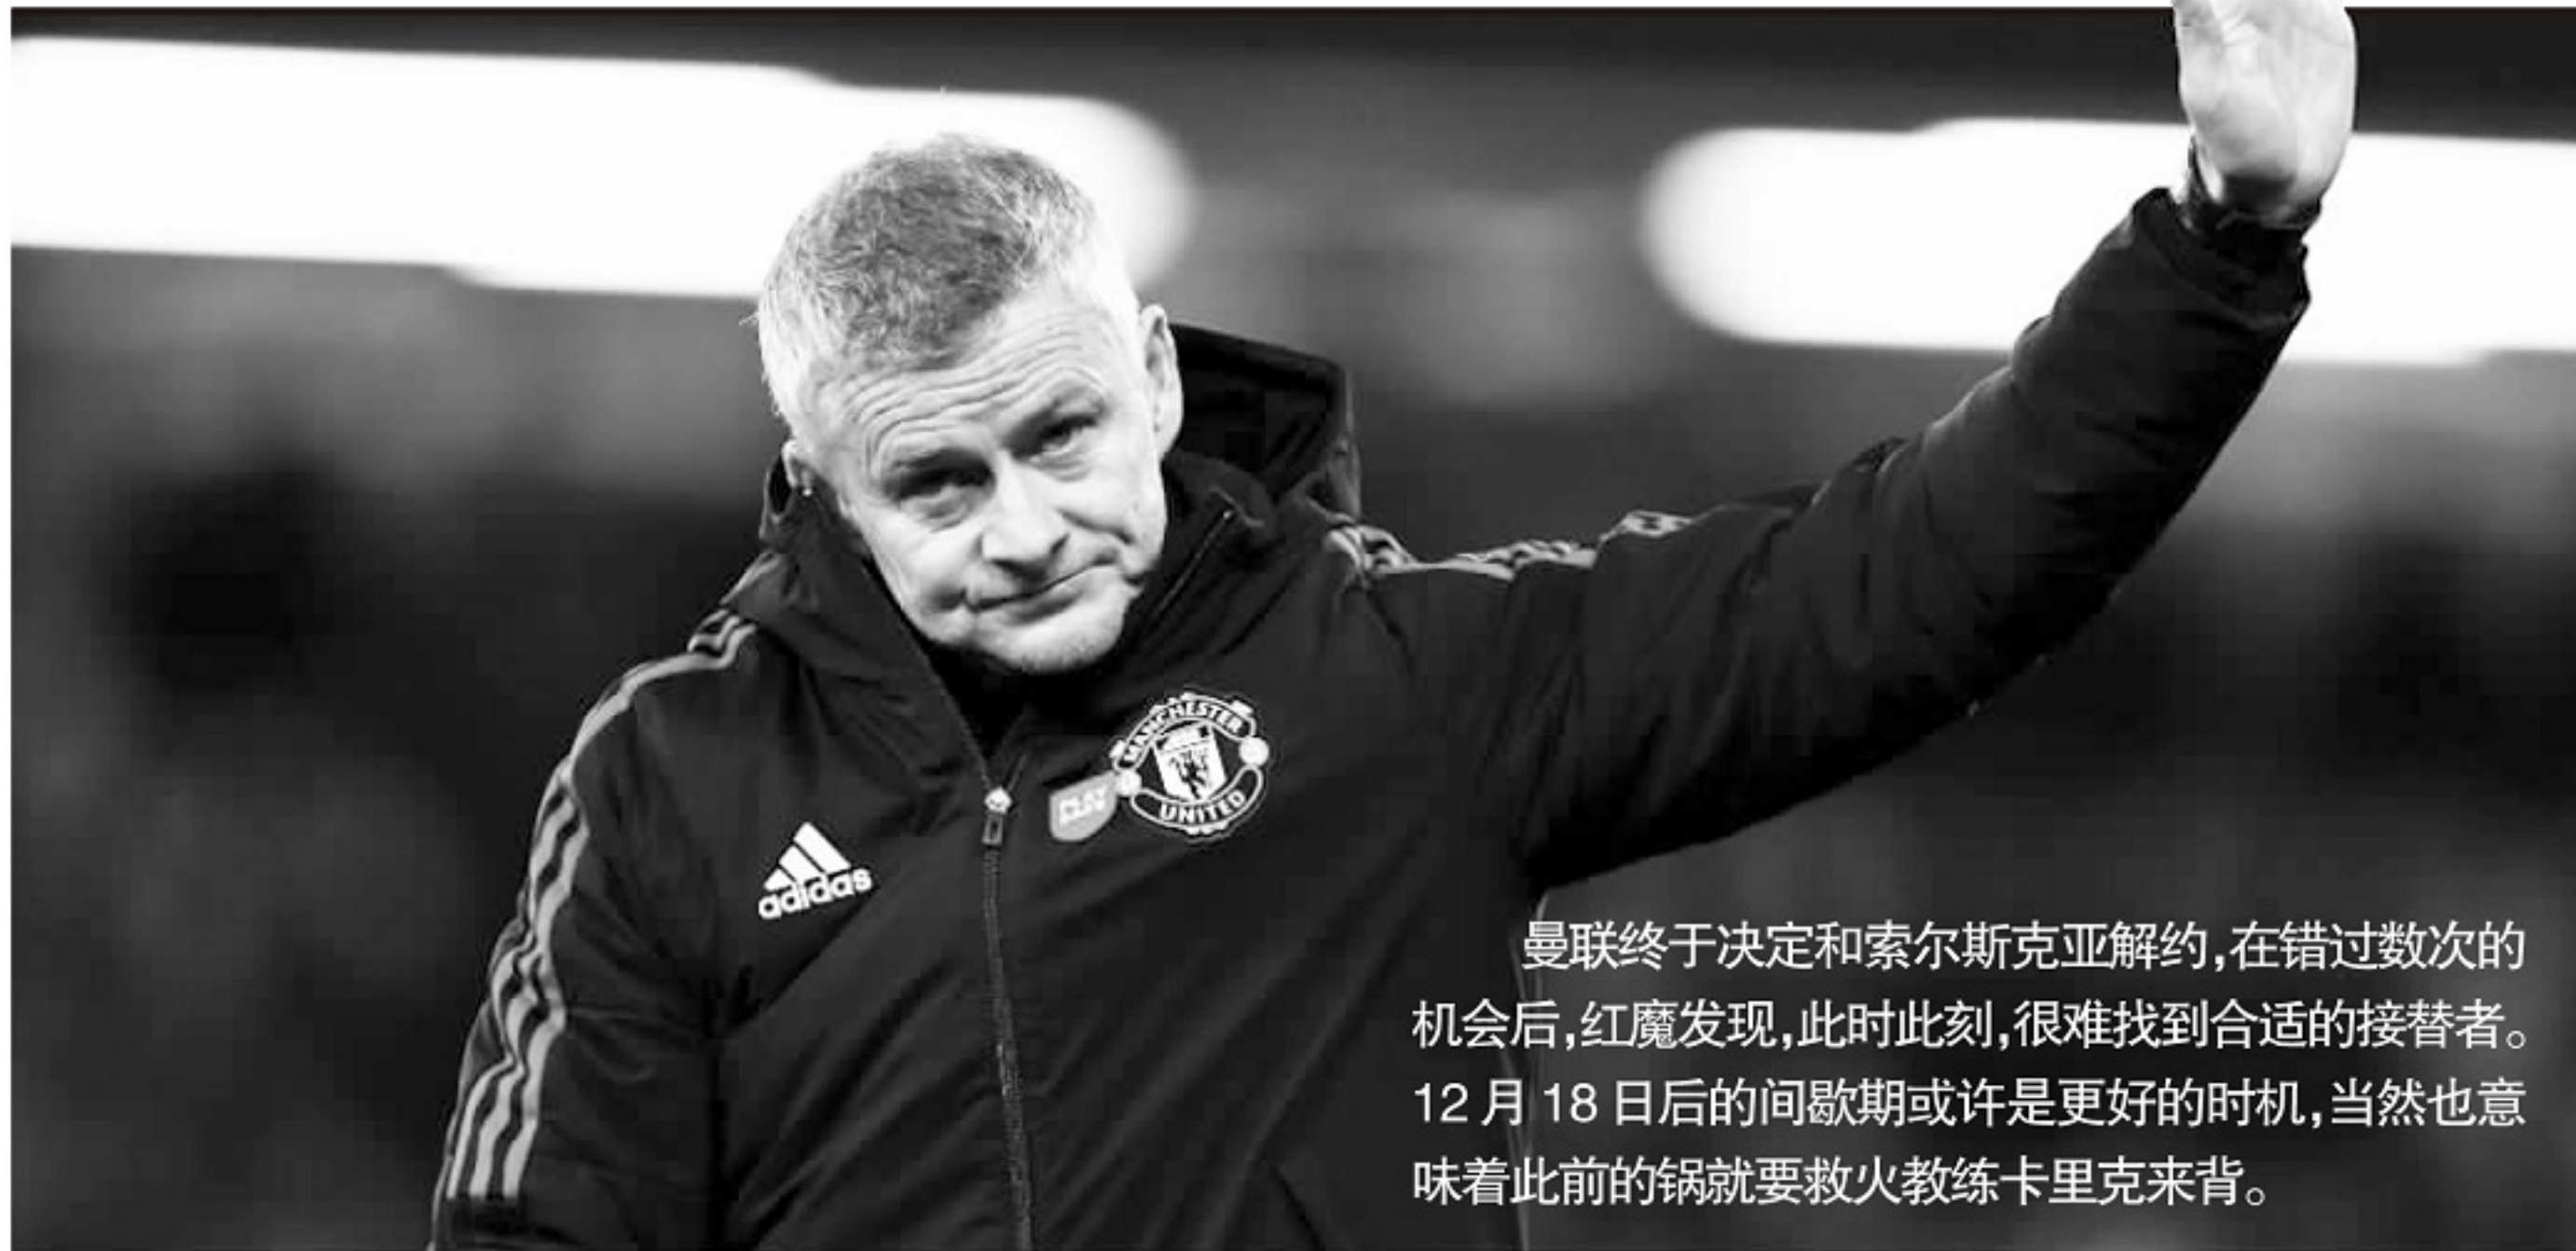 MANCHESTER
UNITED
adidas
曼联终于决定和索尔斯克亚解约,在错过数次的
机会后,红魔发现,此时此刻,很难找到合适的接替者。
12月18日后的间歇期或许是更好的时机,当然也意
味着此前的锅就要救火教练卡里克来背。